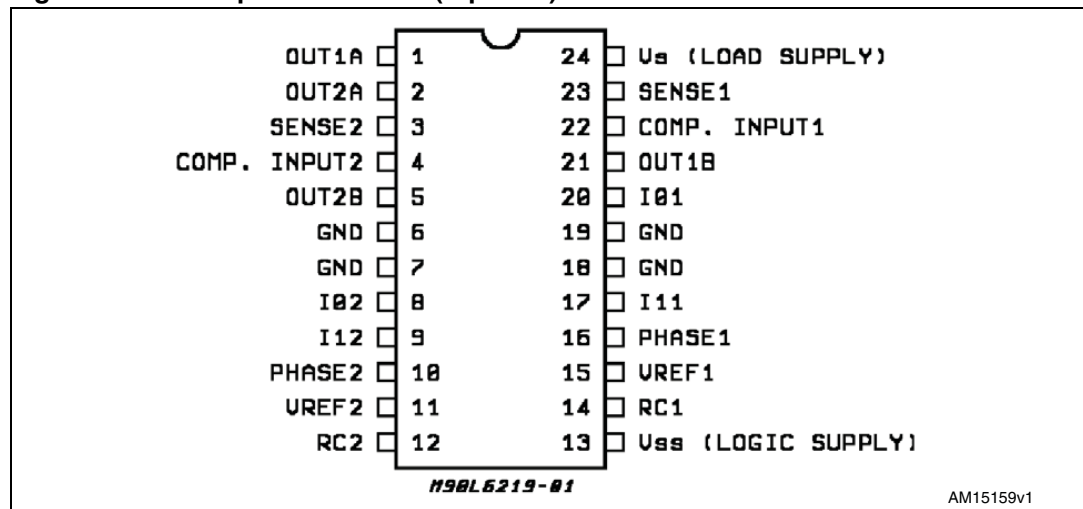 OUT1A 1 24 Vs (LOAD SUPPLY)
OUT2A 2 23 SENSE1
SENSE2 3 22 COMP. INPUT1
COMP. INPUT2 4 21 OUT1B
OUT2B 5 20 I01
GND 6 19 GND
GND 7 18 GND
I02 8 17 I11
I12 9 16 PHASE1
PHASE2 10 15 VREF1
VREF2 11 14 RC1
RC2 12 13 Vss (LOGIC SUPPLY)
M90L6219-01
AM15159v1